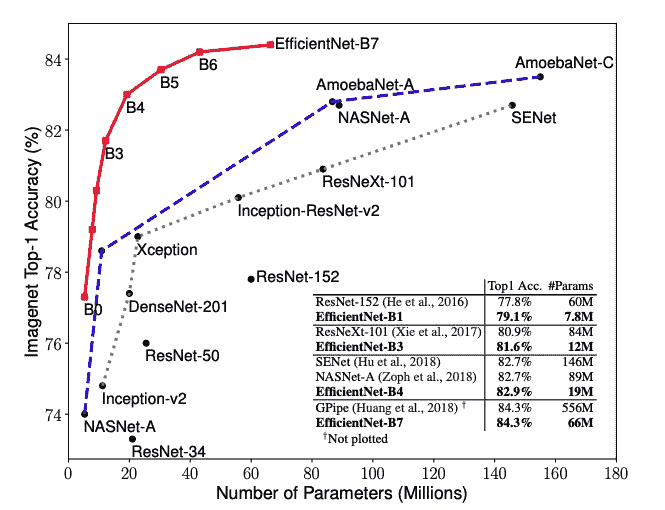 84
82
80
78
76
74
Imagenet Top-1 Accuracy (%)
EfficientNet-B7
B6
B5
B4
B3
B0
AmoebaNet-A
AmoebaNet-C
NASNet-A
SENet
ResNeXt-101
Inception-ResNet-v2
Xception
ResNet-152
DenseNet-201
ResNet-50
Inception-v2
NASNet-A
ResNet-34
Top1 Acc. #Params
ResNet-152 (He et al., 2016) 77.8% 60M
EfficientNet-B1 79.1% 7.8M
ResNeXt-101 (Xie et al., 2017) 80.9% 84M
EfficientNet-B3 81.6% 12M
SENet (Hu et al., 2018) 82.7% 146M
NASNet-A (Zoph et al., 2018) 82.7% 89M
EfficientNet-B4 82.9% 19M
GPipe (Huang et al., 2018) † 84.3% 556M
EfficientNet-B7 84.3% 66M
†Not plotted
0 20 40 60 80 100 120 140 160 180
Number of Parameters (Millions)